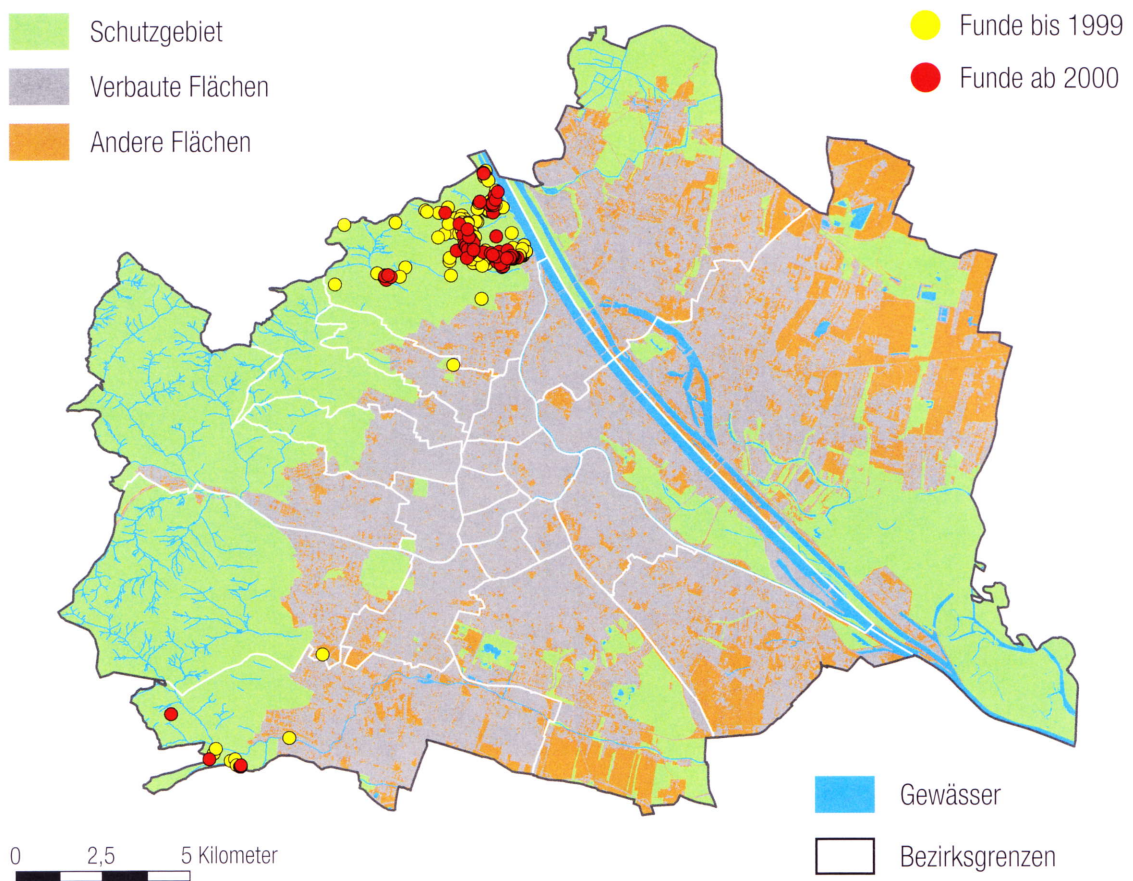 Schutzgebiet
Verbaute Flächen
Andere Flächen
Funde bis 1999
Funde ab 2000
Gewässer
Bezirksgrenzen
0 2,5 5 Kilometer